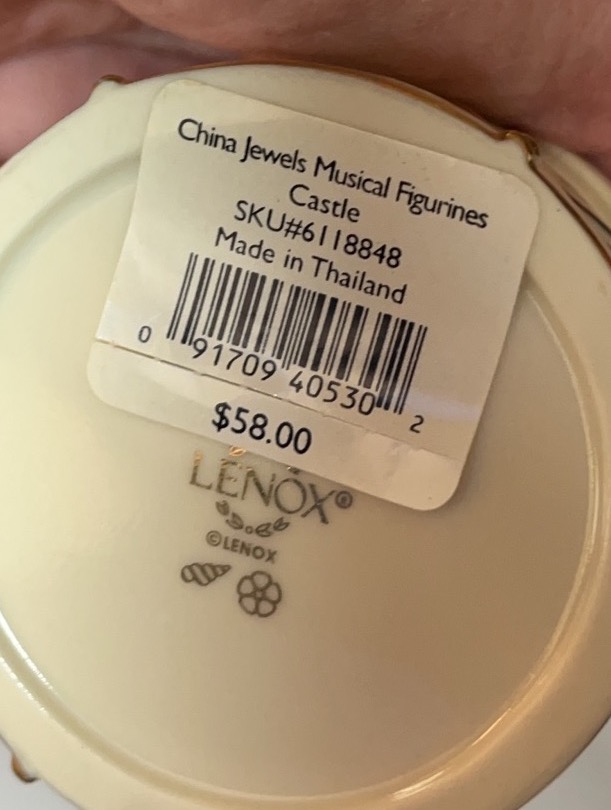 China Jewels Musical Figurines
Castle
SKU#6118848
Made in Thailand
0 91709 40530 2
$58.00
LENOX®
©LENOX